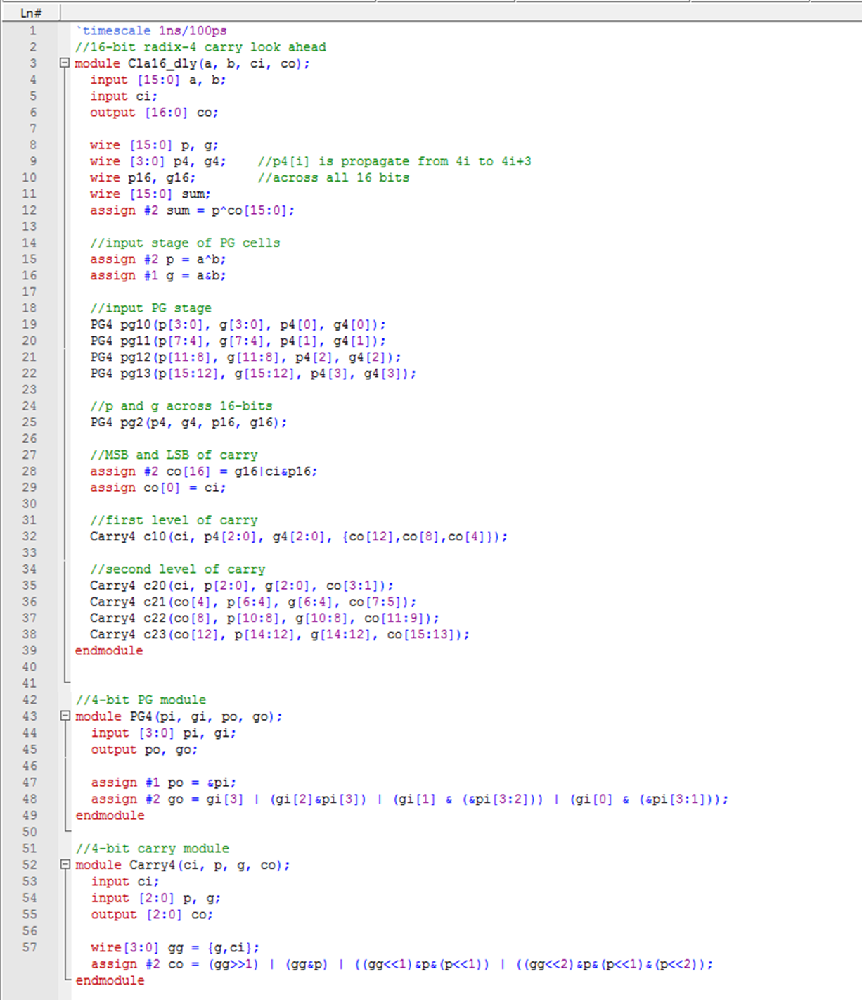 Ln#
1 `timescale 1ns/100ps
2 //16-bit radix-4 carry look ahead
3 module Cla16_dly(a, b, ci, co);
4 input [15:0] a, b;
5 input ci;
6 output [16:0] co;
7
8 wire [15:0] p, g;
9 wire [3:0] p4, g4; //p4[i] is propagate from 4i to 4i+3
10 wire p16, g16; //across all 16 bits
11 wire [15:0] sum;
12 assign #2 sum = p^co[15:0];
13
14 //input stage of PG cells
15 assign #2 p = a^b;
16 assign #1 g = a&b;
17
18 //input PG stage
19 PG4 pg10(p[3:0], g[3:0], p4[0], g4[0]);
20 PG4 pg11(p[7:4], g[7:4], p4[1], g4[1]);
21 PG4 pg12(p[11:8], g[11:8], p4[2], g4[2]);
22 PG4 pg13(p[15:12], g[15:12], p4[3], g4[3]);
23
24 //p and g across 16-bits
25 PG4 pg2(p4, g4, p16, g16);
26
27 //MSB and LSB of carry
28 assign #2 co[16] = g16|ci&p16;
29 assign co[0] = ci;
30
31 //first level of carry
32 Carry4 c10(ci, p4[2:0], g4[2:0], {co[12],co[8],co[4]});
33
34 //second level of carry
35 Carry4 c20(ci, p[2:0], g[2:0], co[3:1]);
36 Carry4 c21(co[4], p[6:4], g[6:4], co[7:5]);
37 Carry4 c22(co[8], p[10:8], g[10:8], co[11:9]);
38 Carry4 c23(co[12], p[14:12], g[14:12], co[15:13]);
39 endmodule
40
41
42 //4-bit PG module
43 module PG4(pi, gi, po, go);
44 input [3:0] pi, gi;
45 output po, go;
46
47 assign #1 po = &pi;
48 assign #2 go = gi[3] | (gi[2]&pi[3]) | (gi[1] & (&pi[3:2])) | (gi[0] & (&pi[3:1]));
49 endmodule
50
51 //4-bit carry module
52 module Carry4(ci, p, g, co);
53 input ci;
54 input [2:0] p, g;
55 output [2:0] co;
56
57 wire[3:0] gg = {g,ci};
assign #2 co = (gg>>1) | (gg&p) | ((gg<<1)&p&(p<<1)) | ((gg<<2)&p&(p<<1)&(p<<2));
endmodule